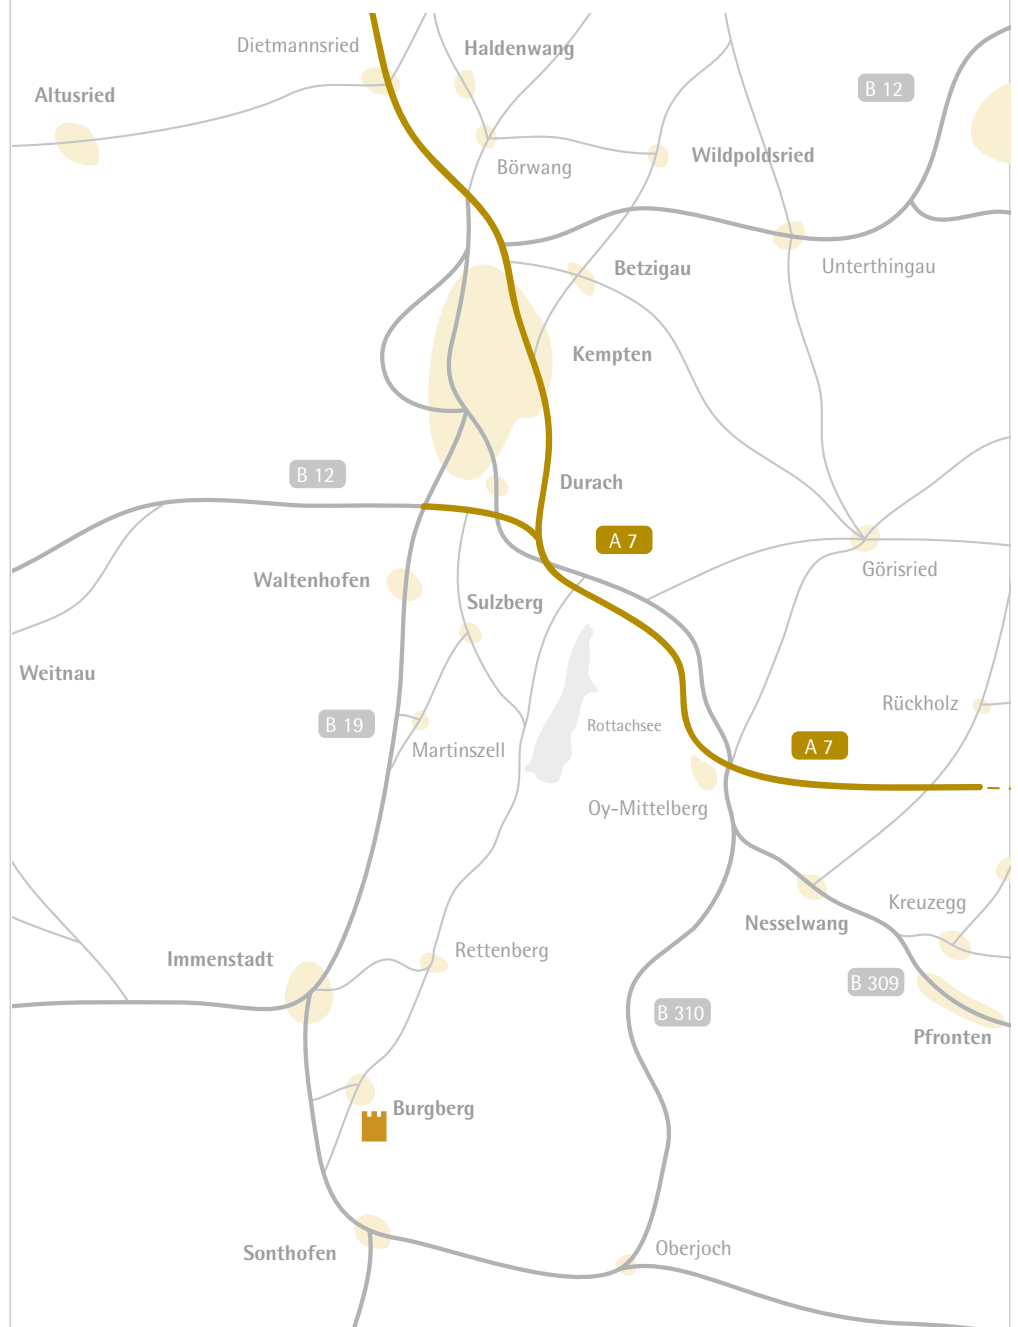 Dietmannsried
Haldenwang
B 12
Altusried
Wildpoldsried
Börwang
Betzigau
Unterthingau
Kempten
B 12
Durach
A 7
Görisried
Waltenhofen
Sulzberg
Weitnau
Rückholz
B 19
Rottachsee
Martinszell
A 7
Oy-Mittelberg
Kreuzegg
Nesselwang
Rettenberg
Immenstadt
B 309
B 310
Pfronten
Burgberg
Oberjoch
Sonthofen